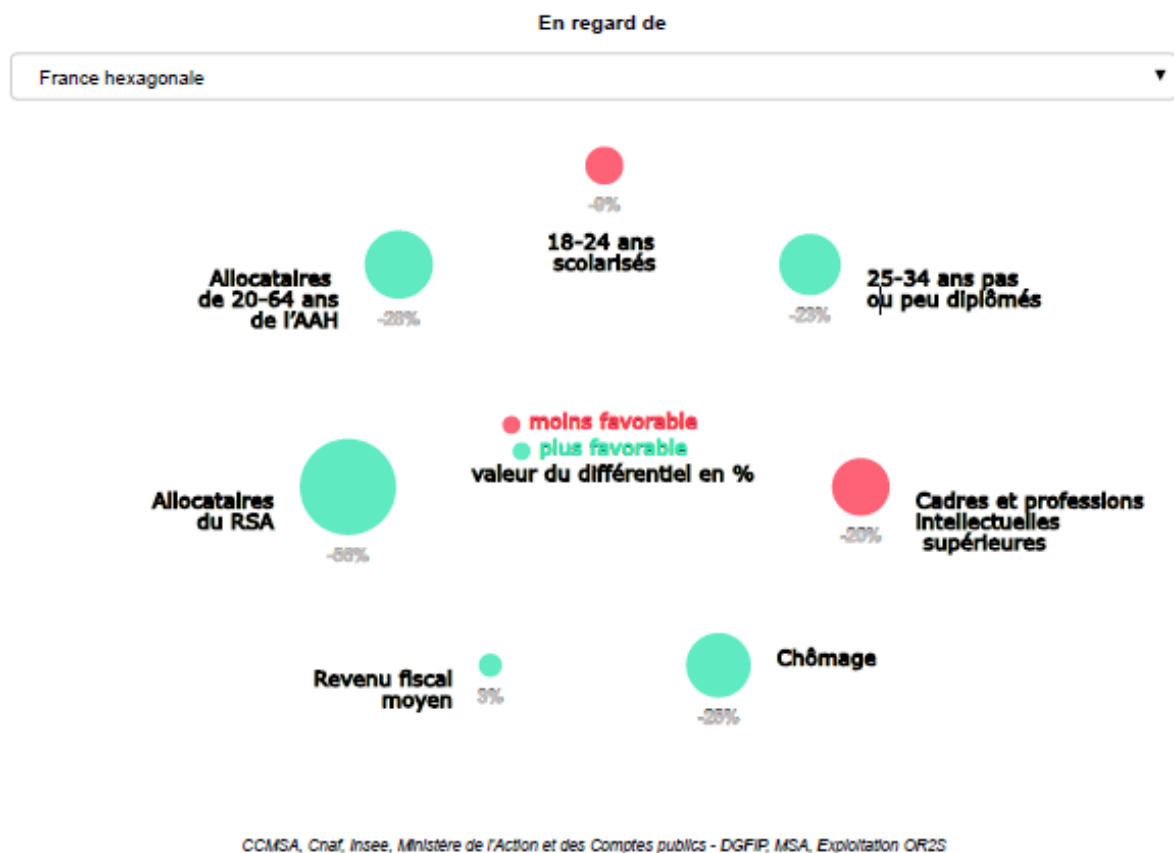 En regard de
France hexagonale
-9%
18-24 ans
scolarisés
Allocataires
de 20-64 ans
de l'AAH
-28%
25-34 ans pas
ou peu diplômés
-23%
moins favorable
plus favorable
valeur du différentiel en %
Allocataires
du RSA
Cadres et professions
intellectuelles
supérieures
-20%
Revenu fiscal
moyen
3%
Chômage
CCMSA, Cnaf, Insee, Ministère de l'Action et des Comptes publics - DGFIP, MSA, Exploitation OR2S